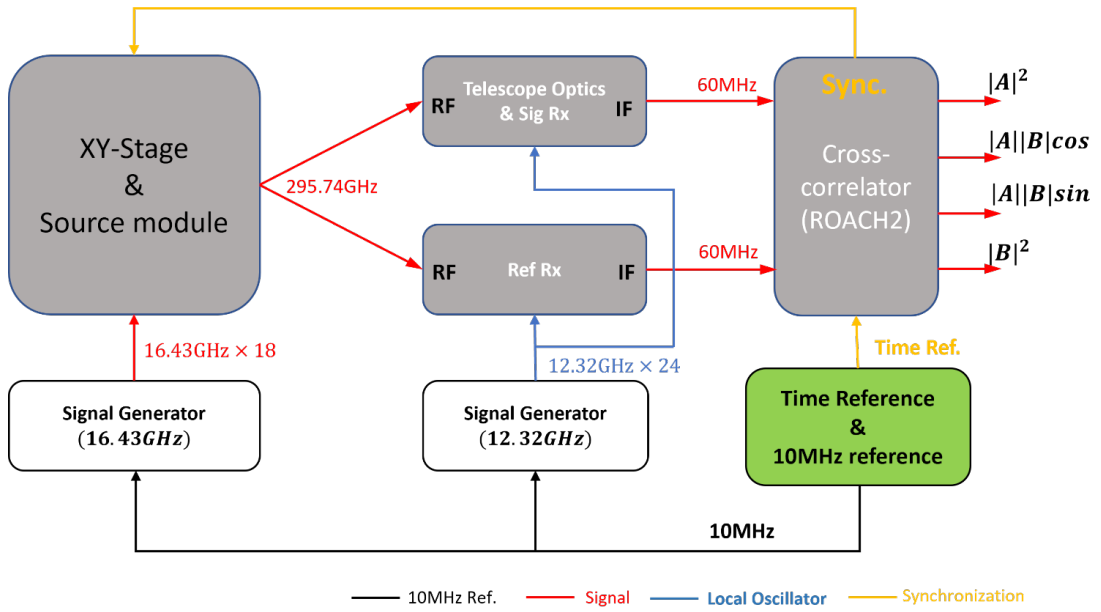 XY-Stage
&
Source module
RF
Telescope Optics
& Sig Rx
IF
60MHz
Sync.
Cross-
correlator
(ROACH2)
|A|²
|A||B|cos
|A||B|sin
|B|²
295.74GHz
RF
Ref Rx
IF
60MHz
16.43GHz × 18
12.32GHz × 24
Time Ref.
Signal Generator
(16.43GHz)
Signal Generator
(12.32GHz)
Time Reference
&
10MHz reference
10MHz
10MHz Ref.
Signal
Local Oscillator
Synchronization